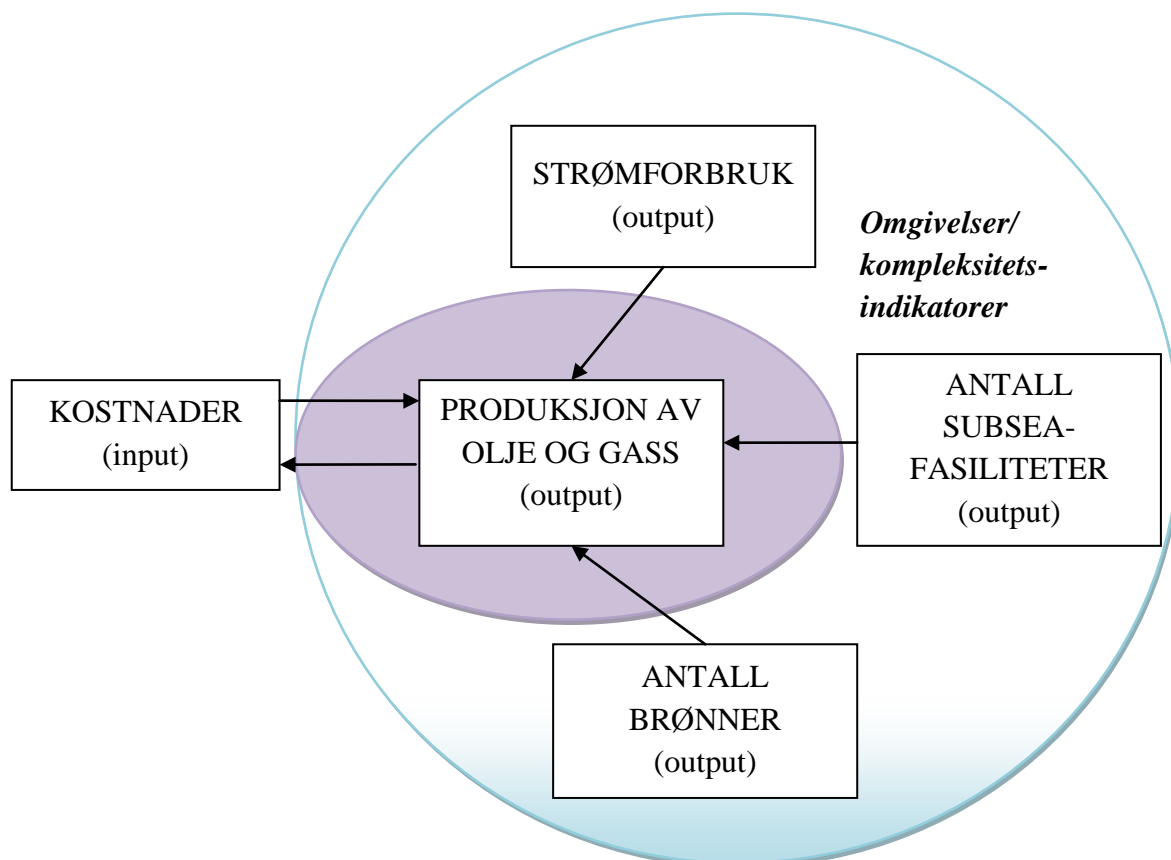 STRØMFORBRUK
(output)
Omgivelser/
kompleksitets-
indikatorer
KOSTNADER
(input)
PRODUKSJON AV
OLJE OG GASS
(output)
ANTALL
SUBSEA-
FASILITETER
(output)
ANTALL
BRØNNER
(output)